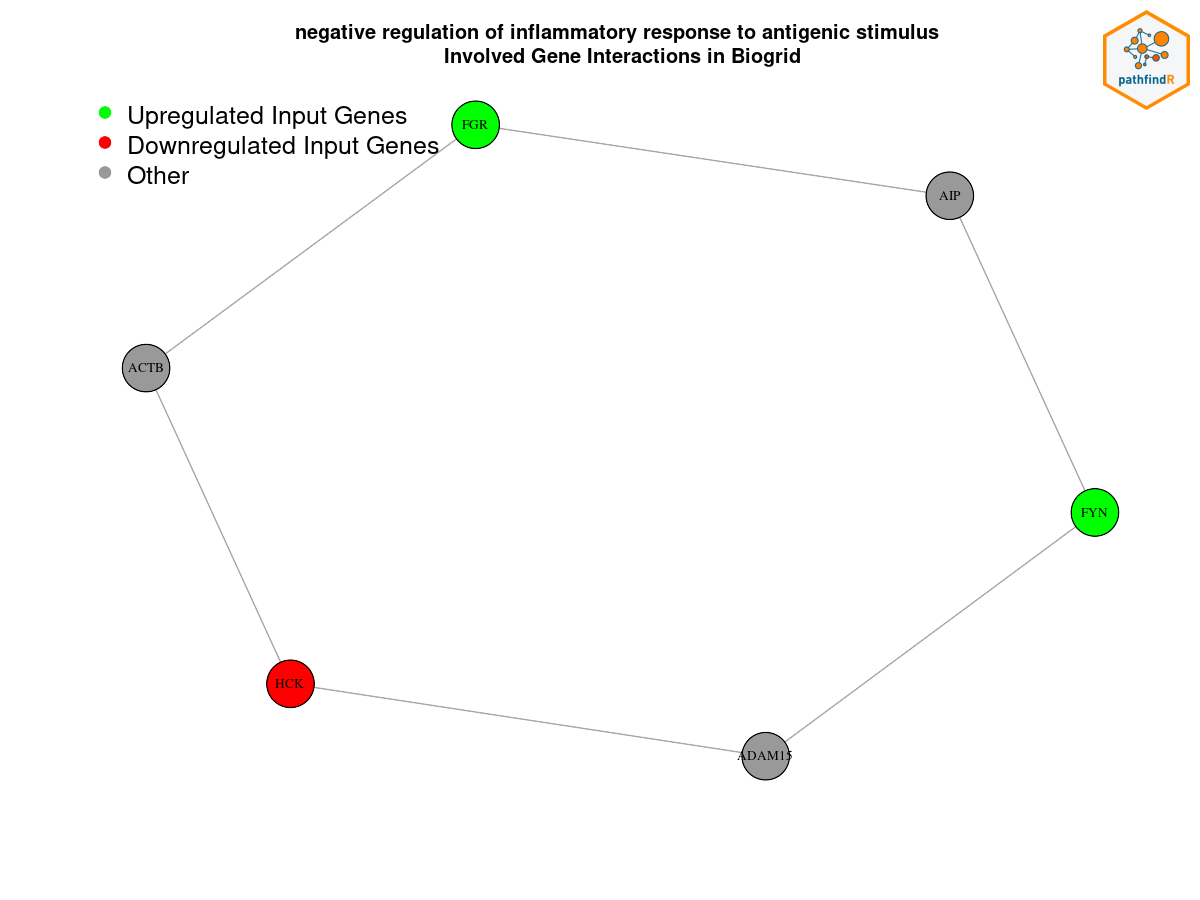 negative regulation of inflammatory response to antigenic stimulus
Involved Gene Interactions in Biogrid
pathfindR
Upregulated Input Genes
Downregulated Input Genes
Other
FGR
AIP
ACTB
FYN
HCK
ADAM15